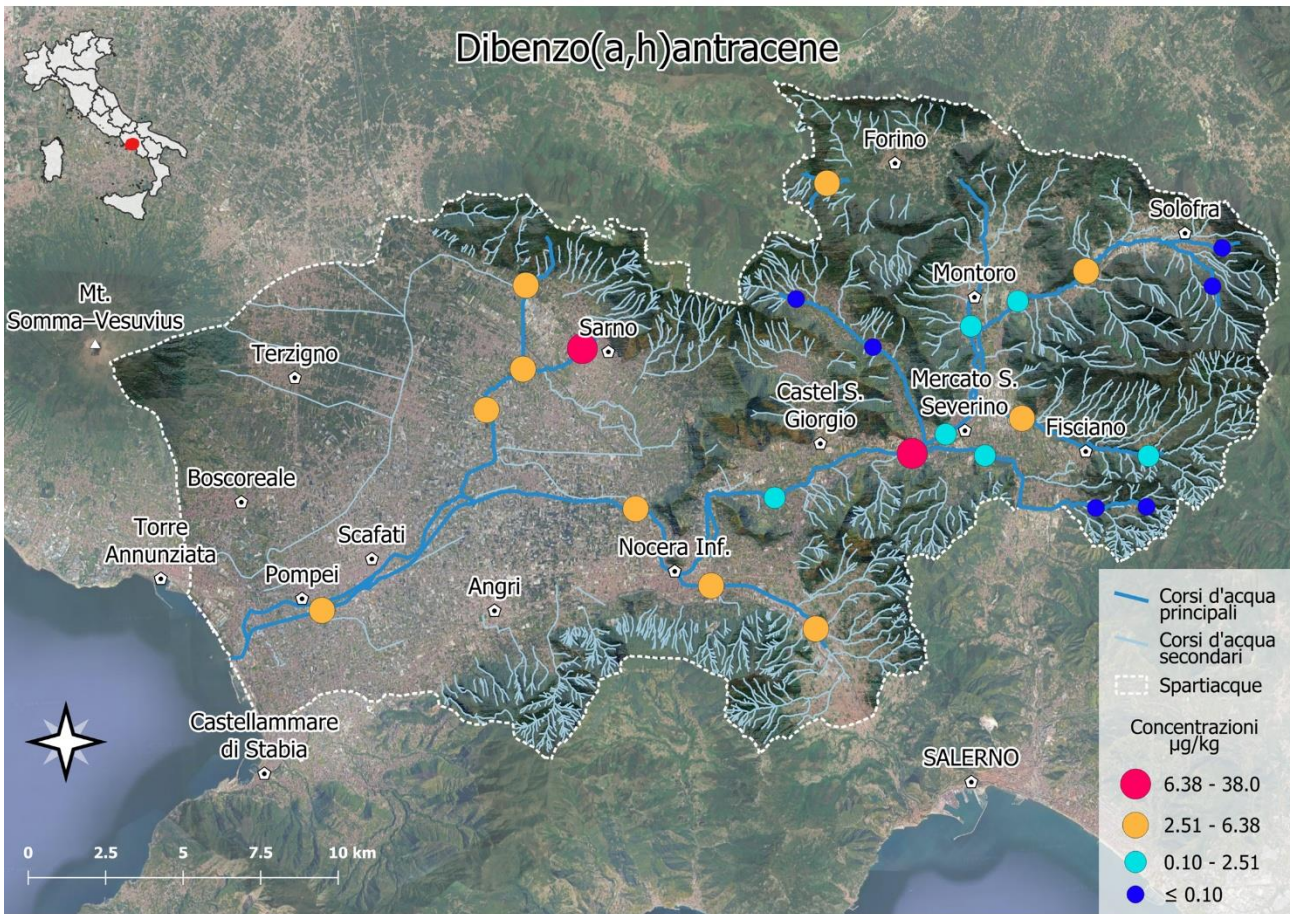 Dibenzo(a,h)antracene
Forino
Solofra
Montoro
Mt.
Somma–Vesuvius
Sarno
Terzigno
Castel S.
Giorgio
Mercato S.
Severino
Fisciano
Boscoreale
Torre
Annunziata
Scafati
Pompei
Nocera Inf.
Angri
Castellammare
di Stabia
SALERNO
0 2.5 5 7.5 10 km
Corsi d'acqua
principali
Corsi d'acqua
secondari
Spartiacque
Concentrazioni
µg/kg
6.38 - 38.0
2.51 - 6.38
0.10 - 2.51
≤ 0.10